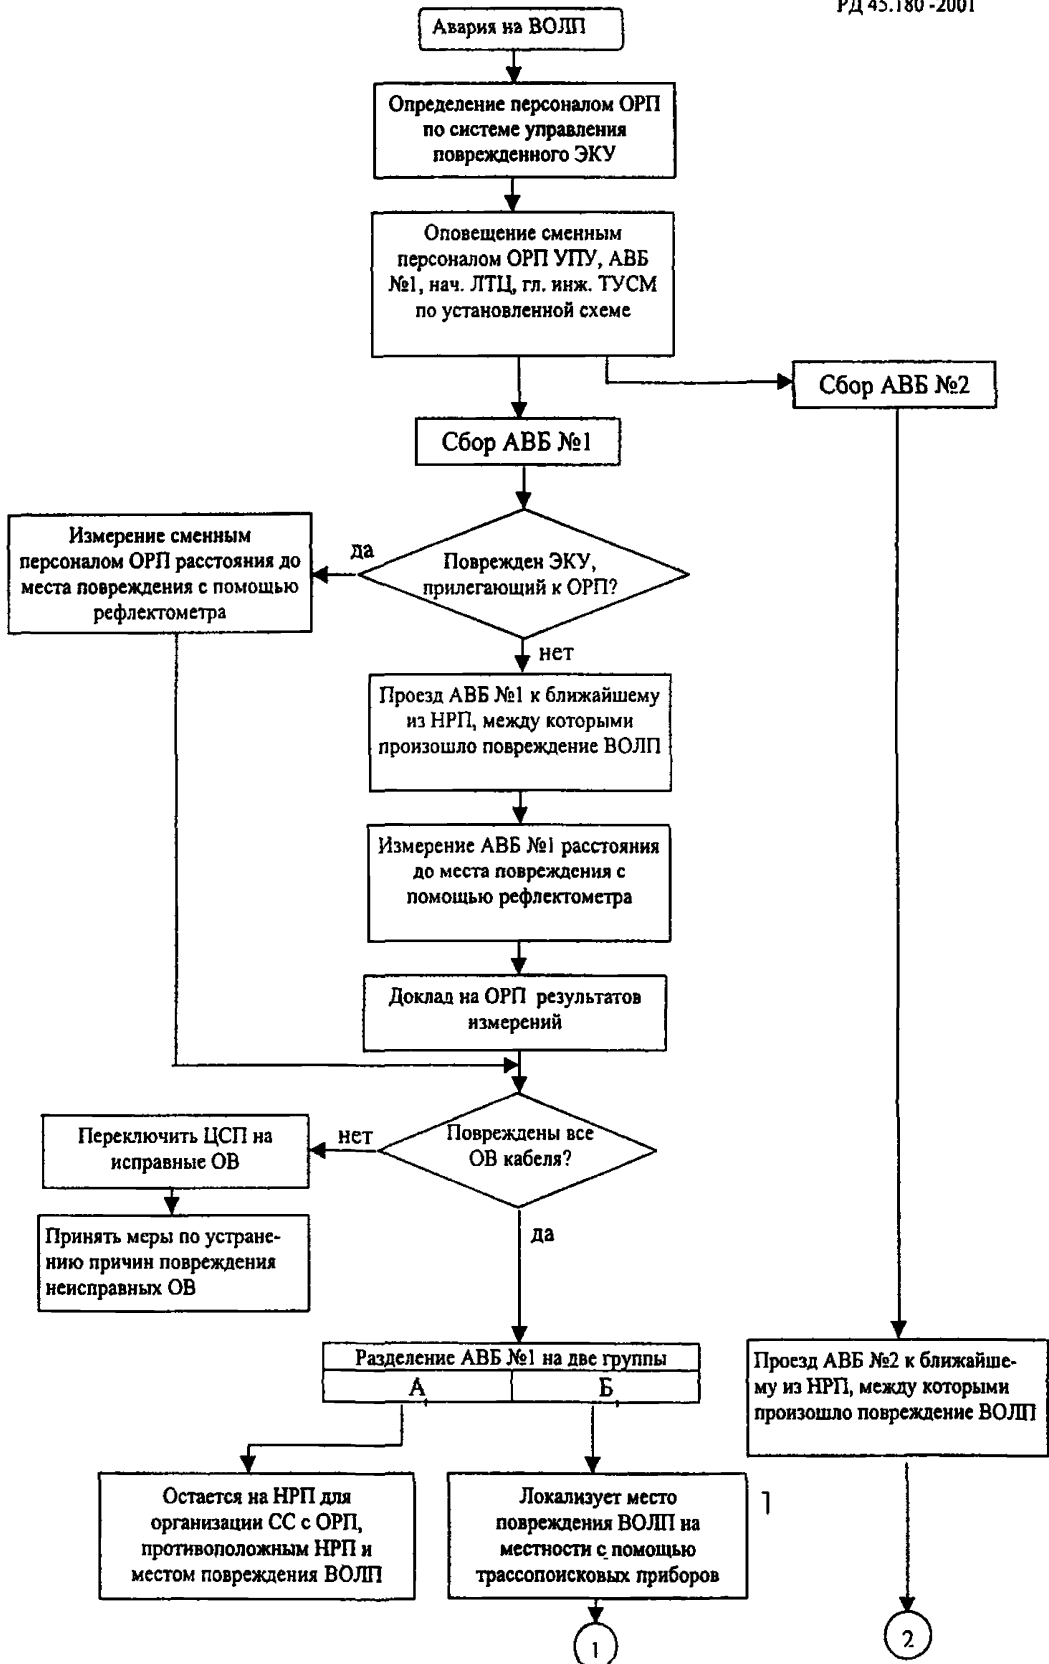 РД 45.180 -2001
Авария на ВОЛП
Определение персоналом ОРП
по системе управления
поврежденного ЭКУ
Оповещение сменным
персоналом ОРП УПУ, АВБ
№1, нач. ЛТЦ, гл. инж. ТУСМ
по установленной схеме
Сбор АВБ №2
Сбор АВБ №1
Измерение сменным
персоналом ОРП расстояния до
места повреждения с помощью
рефлектометра
да
Поврежден ЭКУ,
прилегающий к ОРП?
нет
Проезд АВБ №1 к ближайшему
из НРП, между которыми
произошло повреждение ВОЛП
Измерение АВБ №1 расстояния
до места повреждения с
помощью рефлектометра
Доклад на ОРП результатов
измерений
Переключить ЦСП на
исправные ОВ
нет
Повреждены все
ОВ кабеля?
Принять меры по устране-
нию причин повреждения
неисправных ОВ
да
Разделение АВБ №1 на две группы
А
Б
Проезд АВБ №2 к ближайше-
му из НРП, между которыми
произошло повреждение ВОЛП
Остается на НРП для
организации СС с ОРП,
противоположным НРП и
местом повреждения ВОЛП
Локализует место
повреждения ВОЛП на
местности с помощью
трассопоисковых приборов
1
2